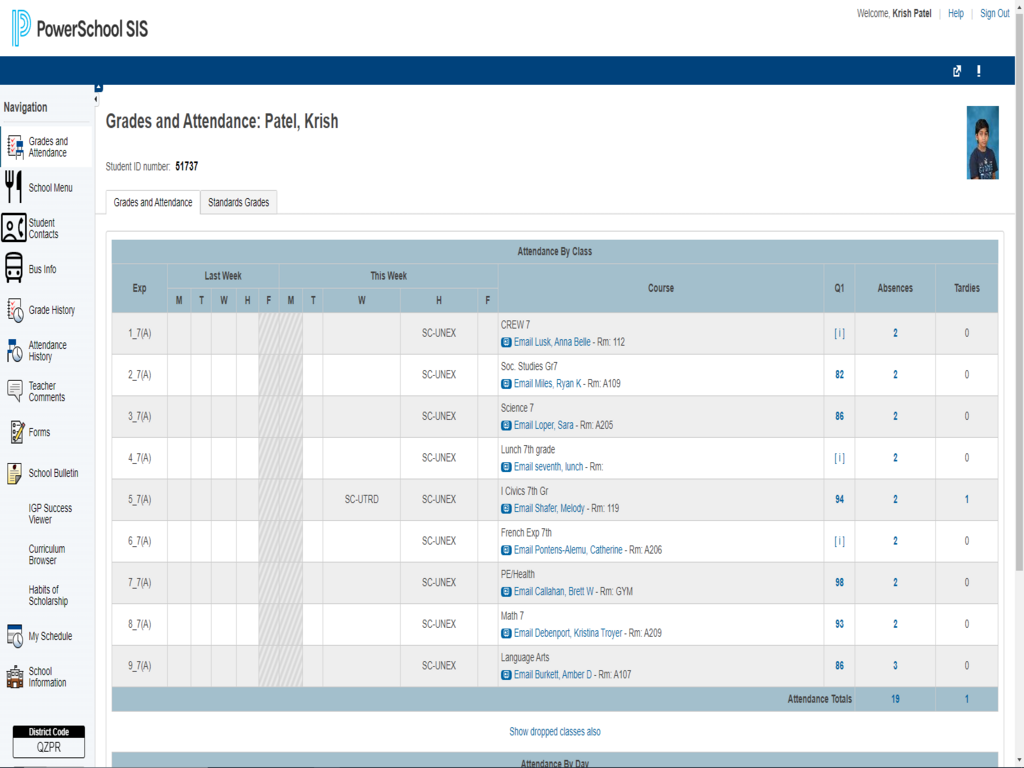 PowerSchool SIS
Welcome, Krish Patel | Help | Sign Out
Navigation
Grades and Attendance
School Menu
Student Contacts
Bus Info
Grade History
Attendance History
Teacher Comments
Forms
School Bulletin
IGP Success Viewer
Curriculum Browser
Habits of Scholarship
My Schedule
School Information
District Code
QZPR
Grades and Attendance: Patel, Krish
Student ID number: 51737
Grades and Attendance Standards Grades
Attendance By Class
Exp Last Week This Week Course Q1 Absences Tardies
M T W H F M T W H F
1_7(A) SC-UNEX CREW 7 [ i ] 2 0
Email Lusk, Anna Belle - Rm: 112
2_7(A) SC-UNEX Soc. Studies Gr7 82 2 0
Email Miles, Ryan K - Rm: A109
3_7(A) SC-UNEX Science 7 86 2 0
Email Loper, Sara - Rm: A205
4_7(A) SC-UNEX Lunch 7th grade [ i ] 2 0
Email seventh, lunch - Rm:
5_7(A) SC-UTRD SC-UNEX I Civics 7th Gr 94 2 1
Email Shafer, Melody - Rm: 119
6_7(A) SC-UNEX French Exp 7th [ i ] 2 0
Email Pontens-Alemu, Catherine - Rm: A206
7_7(A) SC-UNEX PE/Health 98 2 0
Email Callahan, Brett W - Rm: GYM
8_7(A) SC-UNEX Math 7 93 2 0
Email Debenport, Kristina Troyer - Rm: A209
9_7(A) SC-UNEX Language Arts 86 3 0
Email Burkett, Amber D - Rm: A107
Attendance Totals 19 1
Show dropped classes also
Attendance By Day